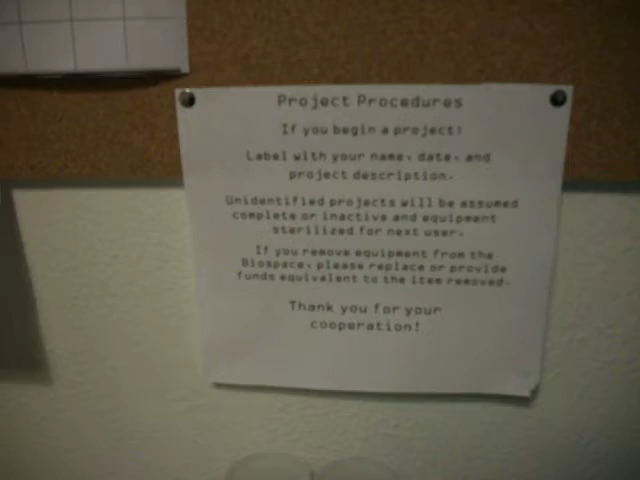 Project Procedures
If you begin a project:
Label with your name, date, and
project description.
Unidentified projects will be assumed
complete or inactive and equipment
sterilized for next user.
If you remove equipment from the
Biospace, please replace or provide
funds equivalent to the item removed.
Thank you for your
cooperation!